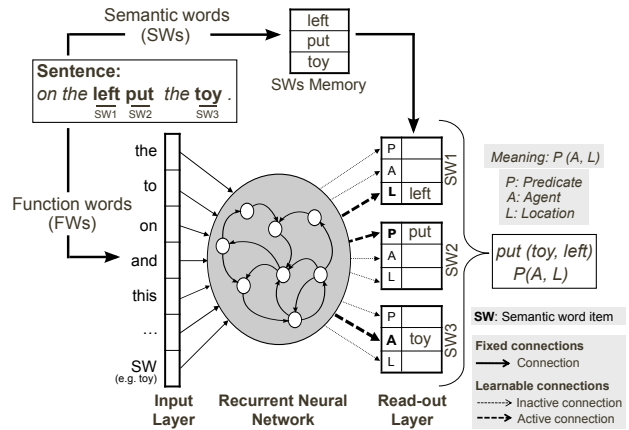 Semantic words
(SWs)
left
put
toy
SWs Memory
Sentence:
on the left put the toy .
SW1 SW2 SW3
Function words
(FWs)
the
to
on
and
this
...
SW
(e.g. toy)
Input
Layer
Recurrent Neural
Network
Read-out
Layer
P
A
L left
SW1
P put
A
L
SW2
P
A toy
L
SW3
Meaning: P (A, L)
P: Predicate
A: Agent
L: Location
put (toy, left)
P(A, L)
SW: Semantic word item
Fixed connections
Connection
Learnable connections
Inactive connection
Active connection